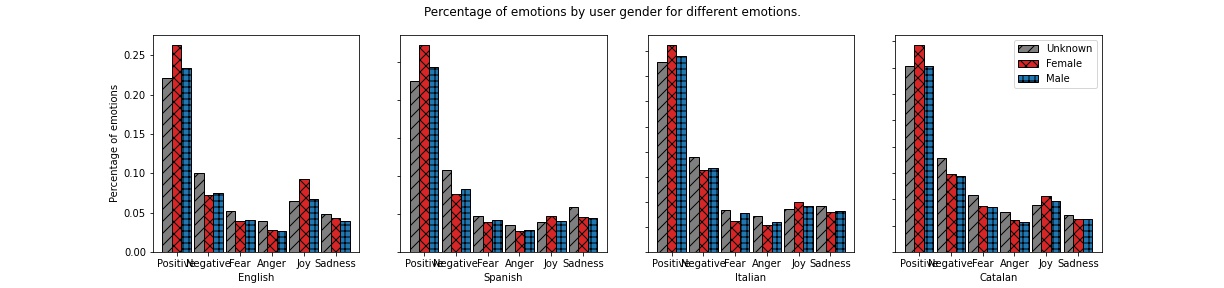 Percentage of emotions by user gender for different emotions.
Percentage of emotions
0.25
0.20
0.15
0.10
0.05
0.00
Positive Negative Fear Anger Joy Sadness
English
Positive Negative Fear Anger Joy Sadness
Spanish
Positive Negative Fear Anger Joy Sadness
Italian
Unknown
Female
Male
Positive Negative Fear Anger Joy Sadness
Catalan